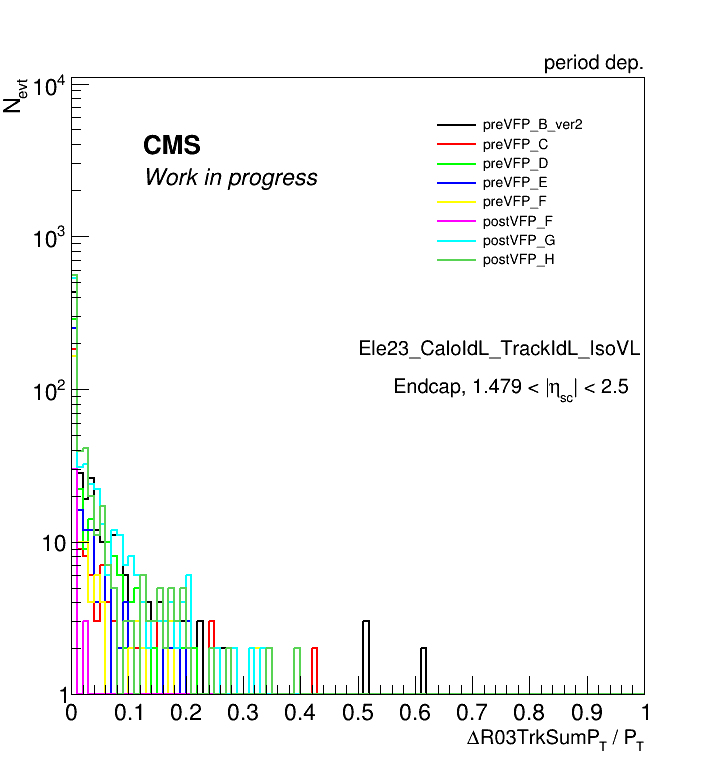 period dep.
N_evt
10^4
10^3
10^2
10
1
CMS
Work in progress
preVFP_B_ver2
preVFP_C
preVFP_D
preVFP_E
preVFP_F
postVFP_F
postVFP_G
postVFP_H
Ele23_CaloIdL_TrackIdL_IsoVL
Endcap, 1.479 < |η_sc| < 2.5
0 0.1 0.2 0.3 0.4 0.5 0.6 0.7 0.8 0.9 1
ΔR03TrkSumP_T / P_T